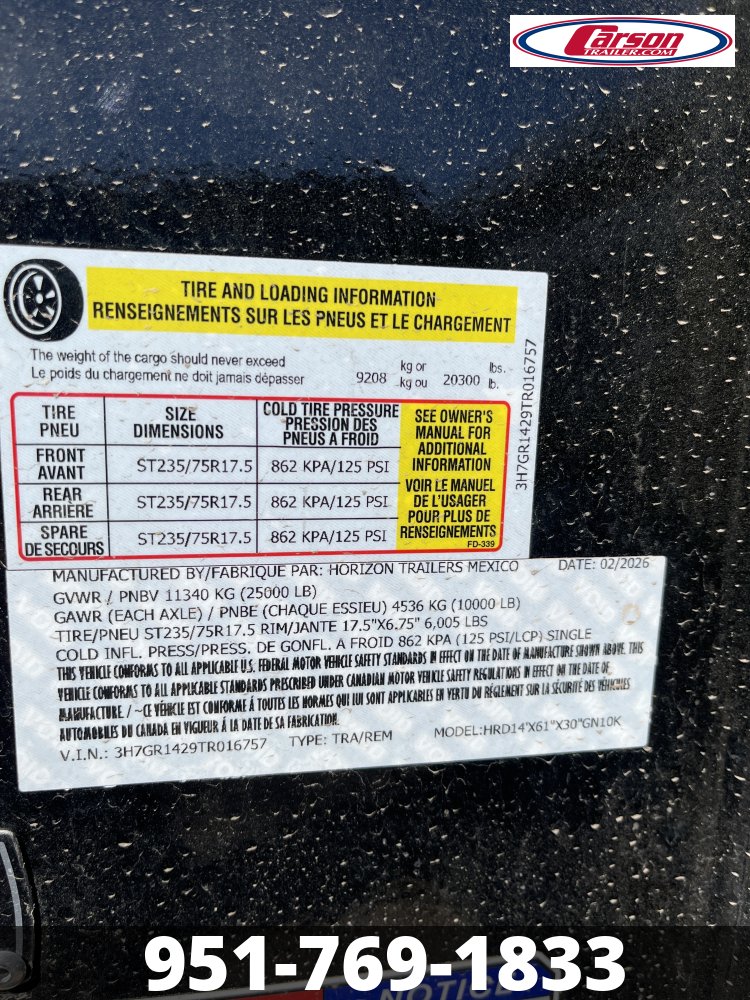 Carson
TRAILER.COM
TIRE AND LOADING INFORMATION
RENSEIGNEMENTS SUR LES PNEUS ET LE CHARGEMENT
The weight of the cargo should never exceed
Le poids du chargement ne doit jamais dépasser
9208 kg or kg ou 20300 lbs. lb.
3H7GR1429TR016757
TIRE PNEU
SIZE DIMENSIONS
COLD TIRE PRESSURE PRESSION DES PNEUS A FROID
SEE OWNER'S MANUAL FOR ADDITIONAL INFORMATION
VOIR LE MANUEL DE L'USAGER POUR PLUS DE RENSEIGNEMENTS
FD-339
FRONT AVANT ST235/75R17.5 862 KPA/125 PSI
REAR ARRIÈRE ST235/75R17.5 862 KPA/125 PSI
SPARE DE SECOURS ST235/75R17.5 862 KPA/125 PSI
MANUFACTURED BY/FABRIQUE PAR: HORIZON TRAILERS MEXICO DATE: 02/2026
GVWR / PNBV 11340 KG (25000 LB)
GAWR (EACH AXLE) / PNBE (CHAQUE ESSIEU) 4536 KG (10000 LB)
TIRE/PNEU ST235/75R17.5 RIM/JANTE 17.5"X6.75" 6,005 LBS
COLD INFL. PRESS/PRESS. DE GONFL. A FROID 862 KPA (125 PSI/LCP) SINGLE
THIS VEHICLE CONFORMS TO ALL APPLICABLE U.S. FEDERAL MOTOR VEHICLE SAFETY STANDARDS IN EFFECT ON THE DATE OF MANUFACTURE SHOWN ABOVE. THIS
VEHICLE CONFORMS TO ALL APPLICABLE STANDARDS PRESCRIBED UNDER CANADIAN MOTOR VEHICLE SAFETY REGULATIONS IN EFFECT ON THE DATE OF
MANUFACTURE. / ~CE VÉHICLE EST CONFORME À TOUTES LES NORMES QUI LUI SONT APPLICABLES EN VERTU DU RÈGLEMENT SUR LA SÉCURITÉ DES VÉHICULES
AUTOMOBILES DU CANADA EN VIGUEUR À LA DATE DE SA FABRICATION.
V.I.N.: 3H7GR1429TR016757 TYPE: TRA/REM MODEL:HRD14'X61"X30"GN10K
951-769-1833
NOTICE